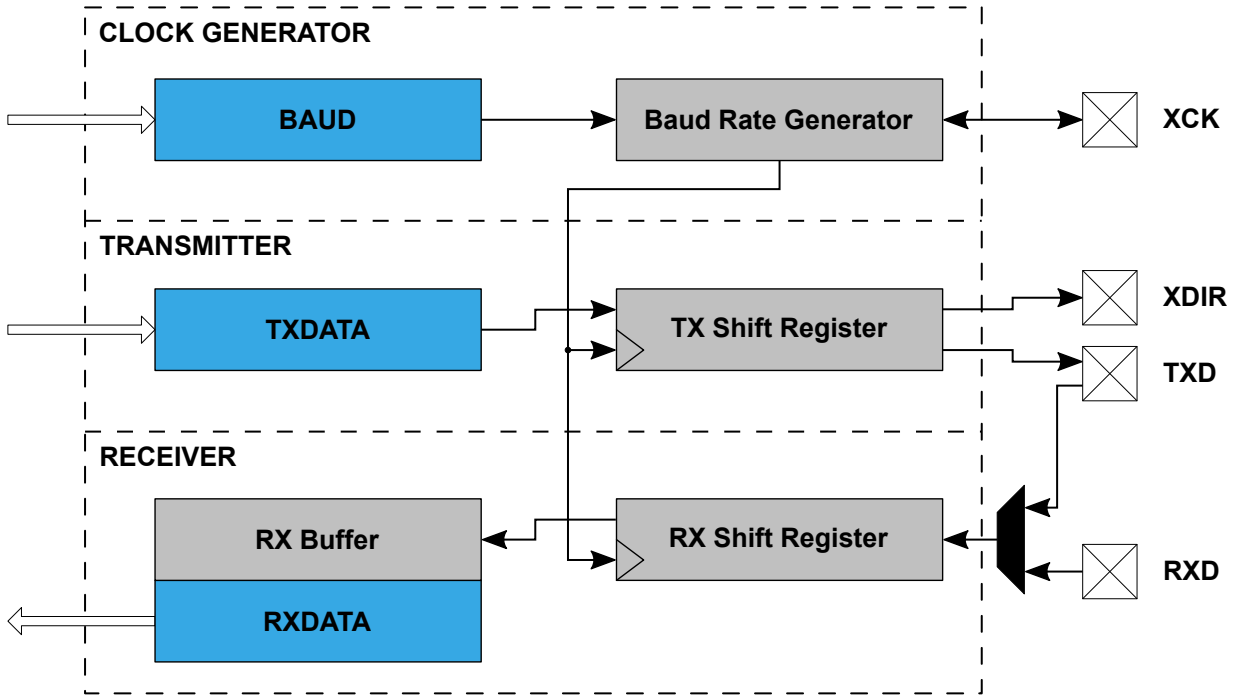 CLOCK GENERATOR
BAUD
Baud Rate Generator
XCK
TRANSMITTER
TXDATA
TX Shift Register
XDIR
TXD
RECEIVER
RX Buffer
RX Shift Register
RXD
RXDATA